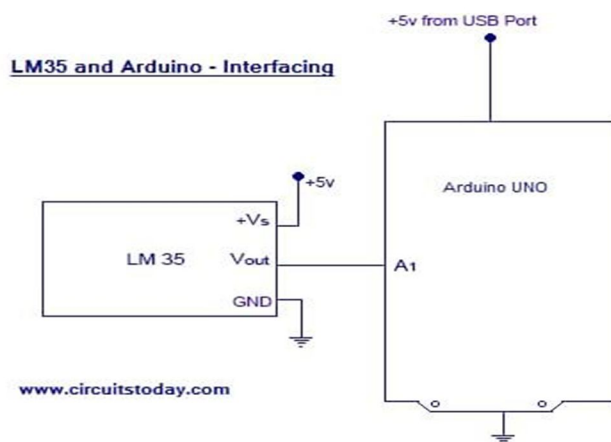 +5v from USB Port
LM35 and Arduino - Interfacing
+5v
Arduino UNO
+Vs
LM 35
Vout
A1
GND
www.circuitstoday.com